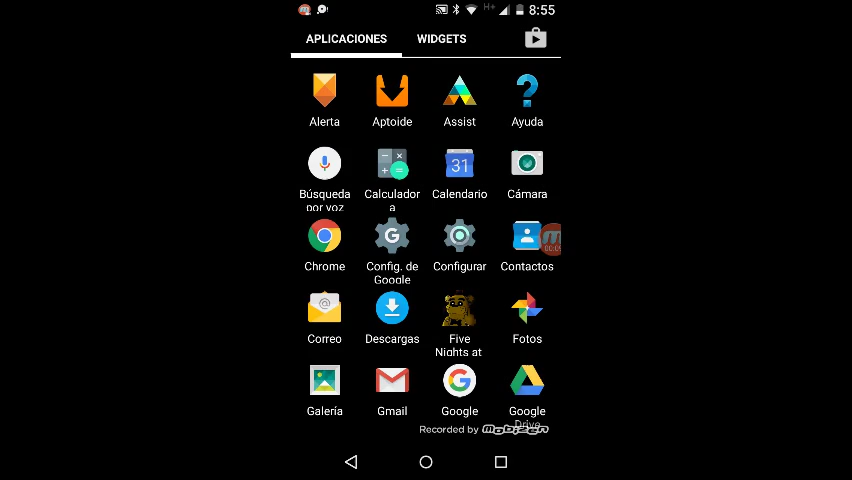 H+ 8:55
APLICACIONES WIDGETS
Alerta Aptoide Assist Ayuda
31
Búsqueda Calculador Calendario Cámara
por voz a
Chrome Config. de Configurar Contactos
Google
Correo Descargas Five Fotos
Nights at
Galería Gmail Google Google
Drive
Recorded by mobizen